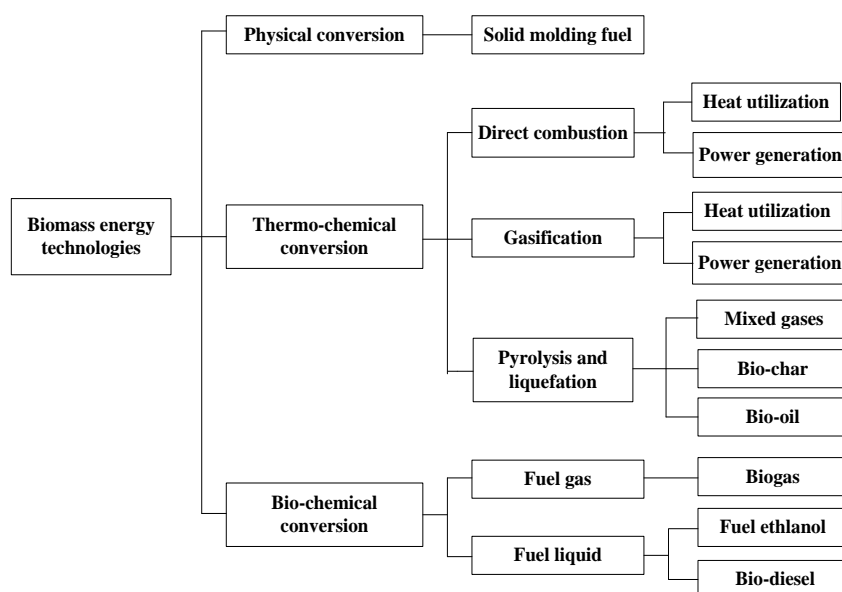 Physical conversion
Solid molding fuel
Direct combustion
Heat utilization
Power generation
Biomass energy
technologies
Thermo-chemical
conversion
Gasification
Heat utilization
Power generation
Pyrolysis and
liquefation
Mixed gases
Bio-char
Bio-oil
Bio-chemical
conversion
Fuel gas
Biogas
Fuel liquid
Fuel ethlanol
Bio-diesel